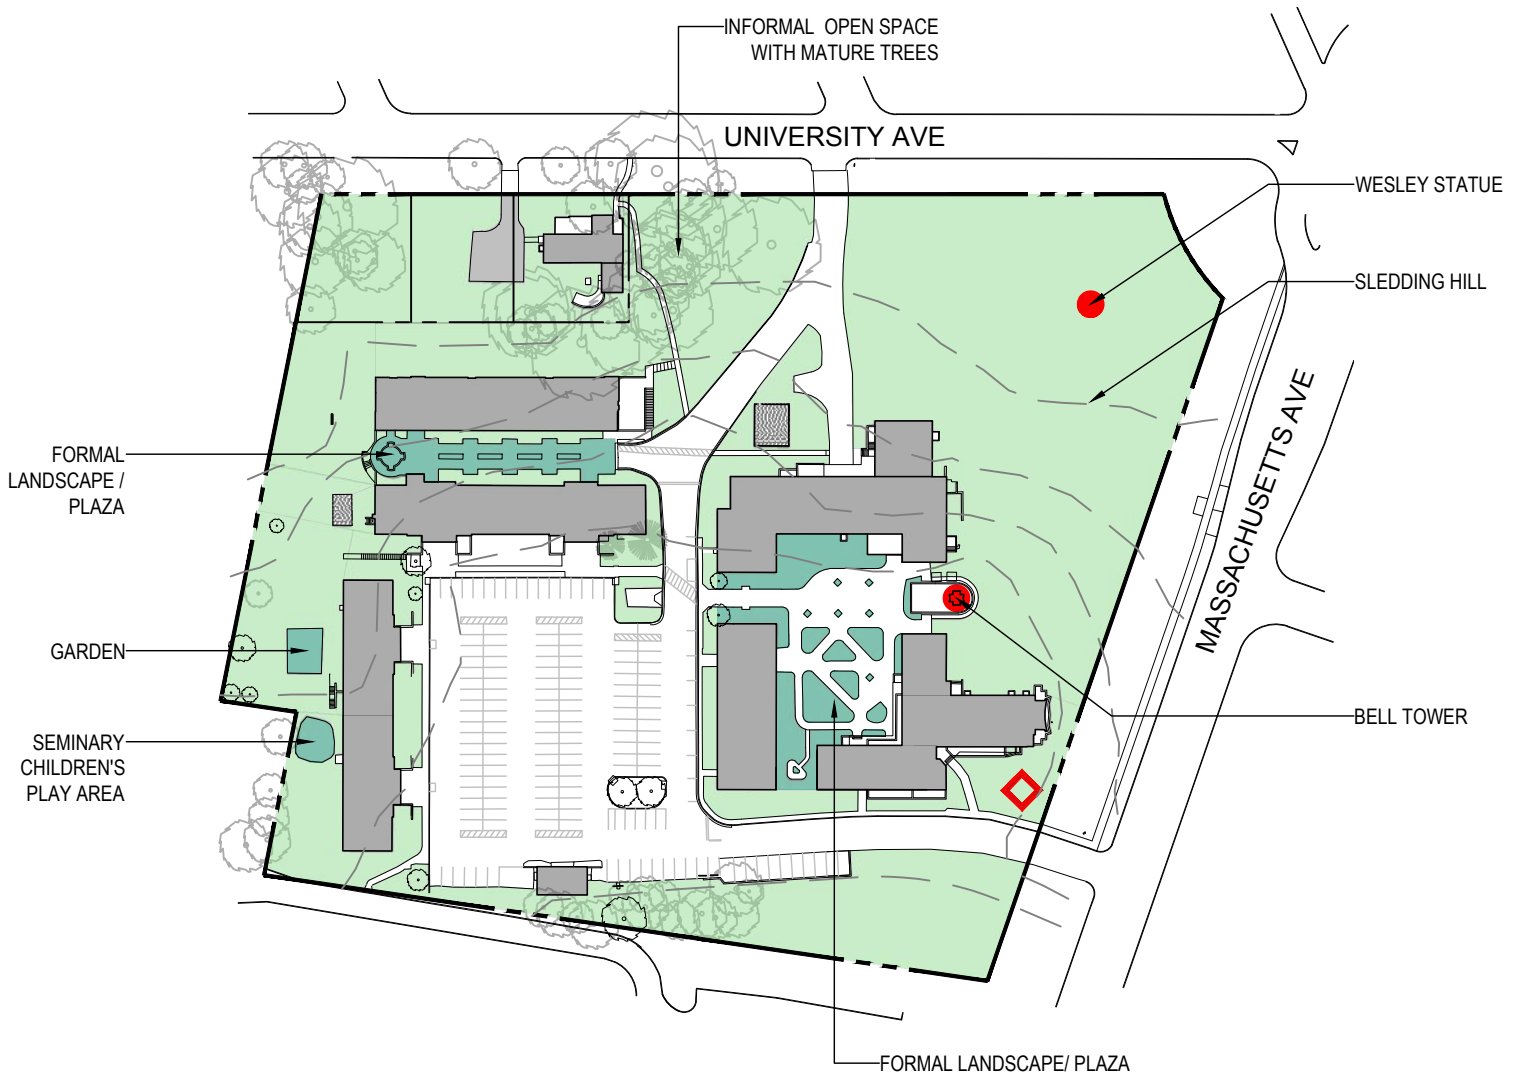 INFORMAL OPEN SPACE
WITH MATURE TREES
UNIVERSITY AVE
WESLEY STATUE
SLEDDING HILL
MASSACHUSETTS AVE
FORMAL
LANDSCAPE /
PLAZA
GARDEN
SEMINARY
CHILDREN'S
PLAY AREA
BELL TOWER
FORMAL LANDSCAPE/ PLAZA